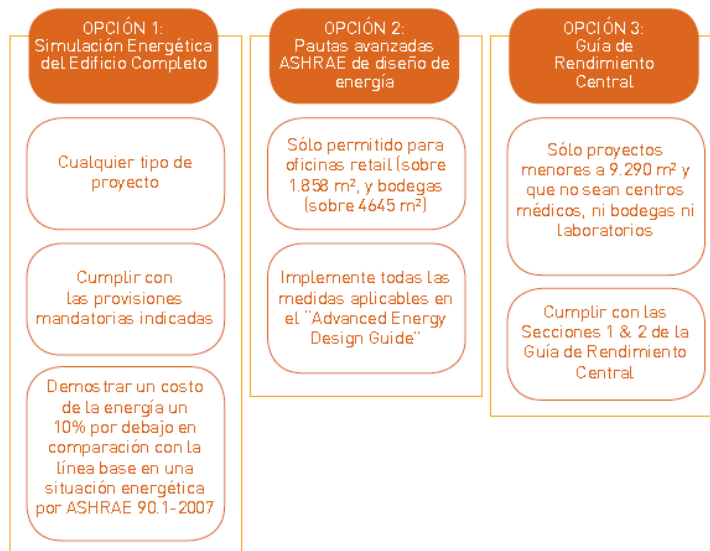 OPCIÓN 1:
Simulación Energética
del Edificio Completo
Cualquier tipo de
proyecto
Cumplir con
las provisiones
mandatorias indicadas
Demostrar un costo
de la energía un
10% por debajo en
comparación con la
línea base en una
situación energética
por ASHRAE 90.1-2007
OPCIÓN 2:
Pautas avanzadas
ASHRAE de diseño de
energía
Sólo permitido para
oficinas retail (sobre
1.858 m², y bodegas
(sobre 4645 m²)
Implemente todas las
medidas aplicables en
el "Advanced Energy
Design Guide"
OPCIÓN 3:
Guía de
Rendimiento
Central
Sólo proyectos
menores a 9.290 m² y
que no sean centros
médicos, ni bodegas ni
laboratorios
Cumplir con las
Secciones 1 & 2 de la
Guía de Rendimiento
Central